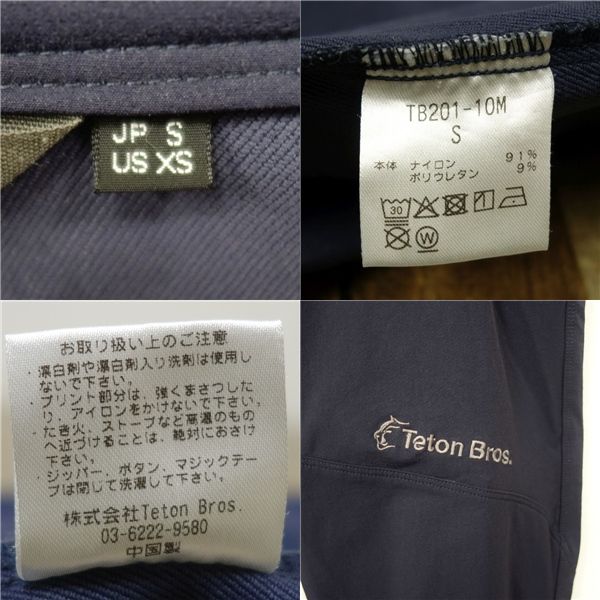 JP S
US XS
TB201-10M
S
本体 ナイロン 91%
ポリウレタン 9%
30
W
お取り扱い上のご注意
・漂白剤や漂白剤入り洗剤は使用し
ないで下さい。
・プリント部分は、強くまさつした
り、アイロンをかけないで下さい。
・たき火、ストーブなど高温のもの
へ近づけることは、絶対におさけ
下さい。
・ジッパー、ボタン、マジックテー
プは閉じて洗濯して下さい。
株式会社Teton Bros.
03-6222-9580
中国製
Teton Bros.